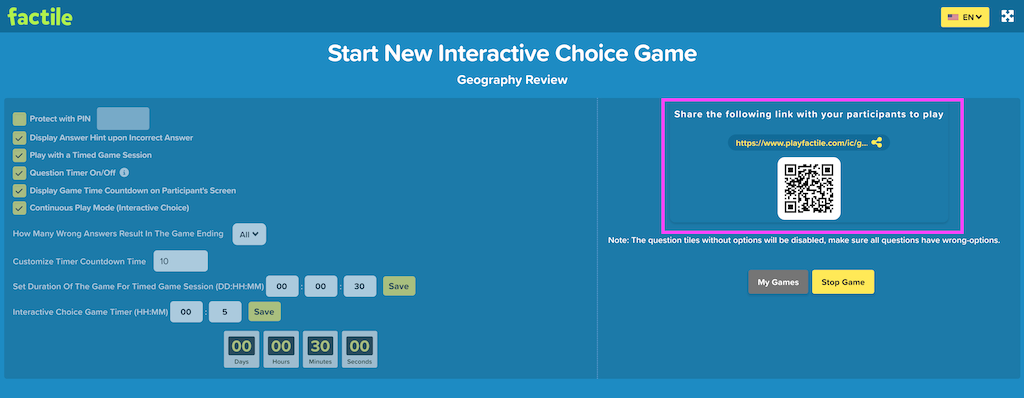 factile
EN
Start New Interactive Choice Game
Geography Review
Protect with PIN
Display Answer Hint upon Incorrect Answer
Play with a Timed Game Session
Question Timer On/Off i
Display Game Time Countdown on Participant's Screen
Continuous Play Mode (Interactive Choice)
How Many Wrong Answers Result In The Game Ending All
Customize Timer Countdown Time 10
Set Duration Of The Game For Timed Game Session (DD:HH:MM) 00 : 00 : 30 Save
Interactive Choice Game Timer (HH:MM) 00 : 5 Save
00 00 30 00
Days Hours Minutes Seconds
Share the following link with your participants to play
https://www.playfactile.com/ic/g...
Note: The question tiles without options will be disabled, make sure all questions have wrong-options.
My Games Stop Game